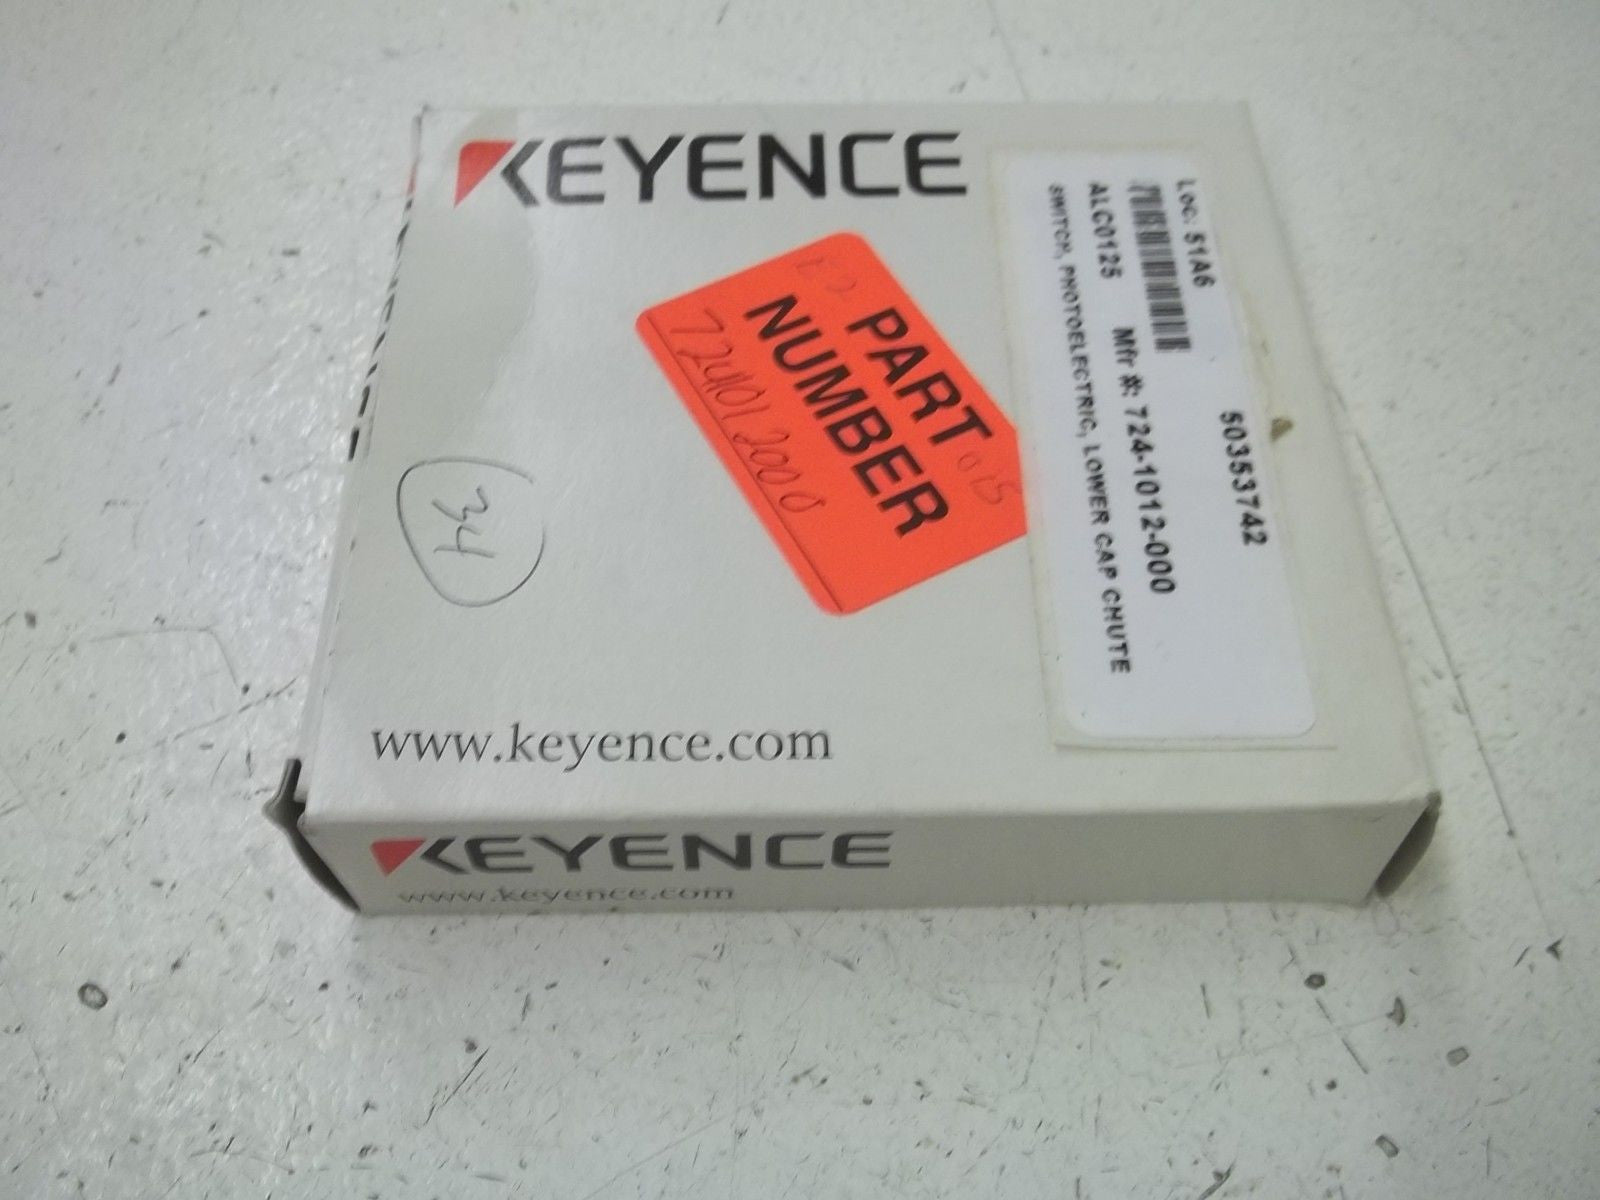 KEYENCE
LOC: 51A6
50353742
ALC0125 Mfr #: 724-1012-000
SWITCH, PHOTOELECTRIC, LOWER CAP CHUTE
PART
NUMBER
7241012000
34
www.keyence.com
KEYENCE
www.keyence.com